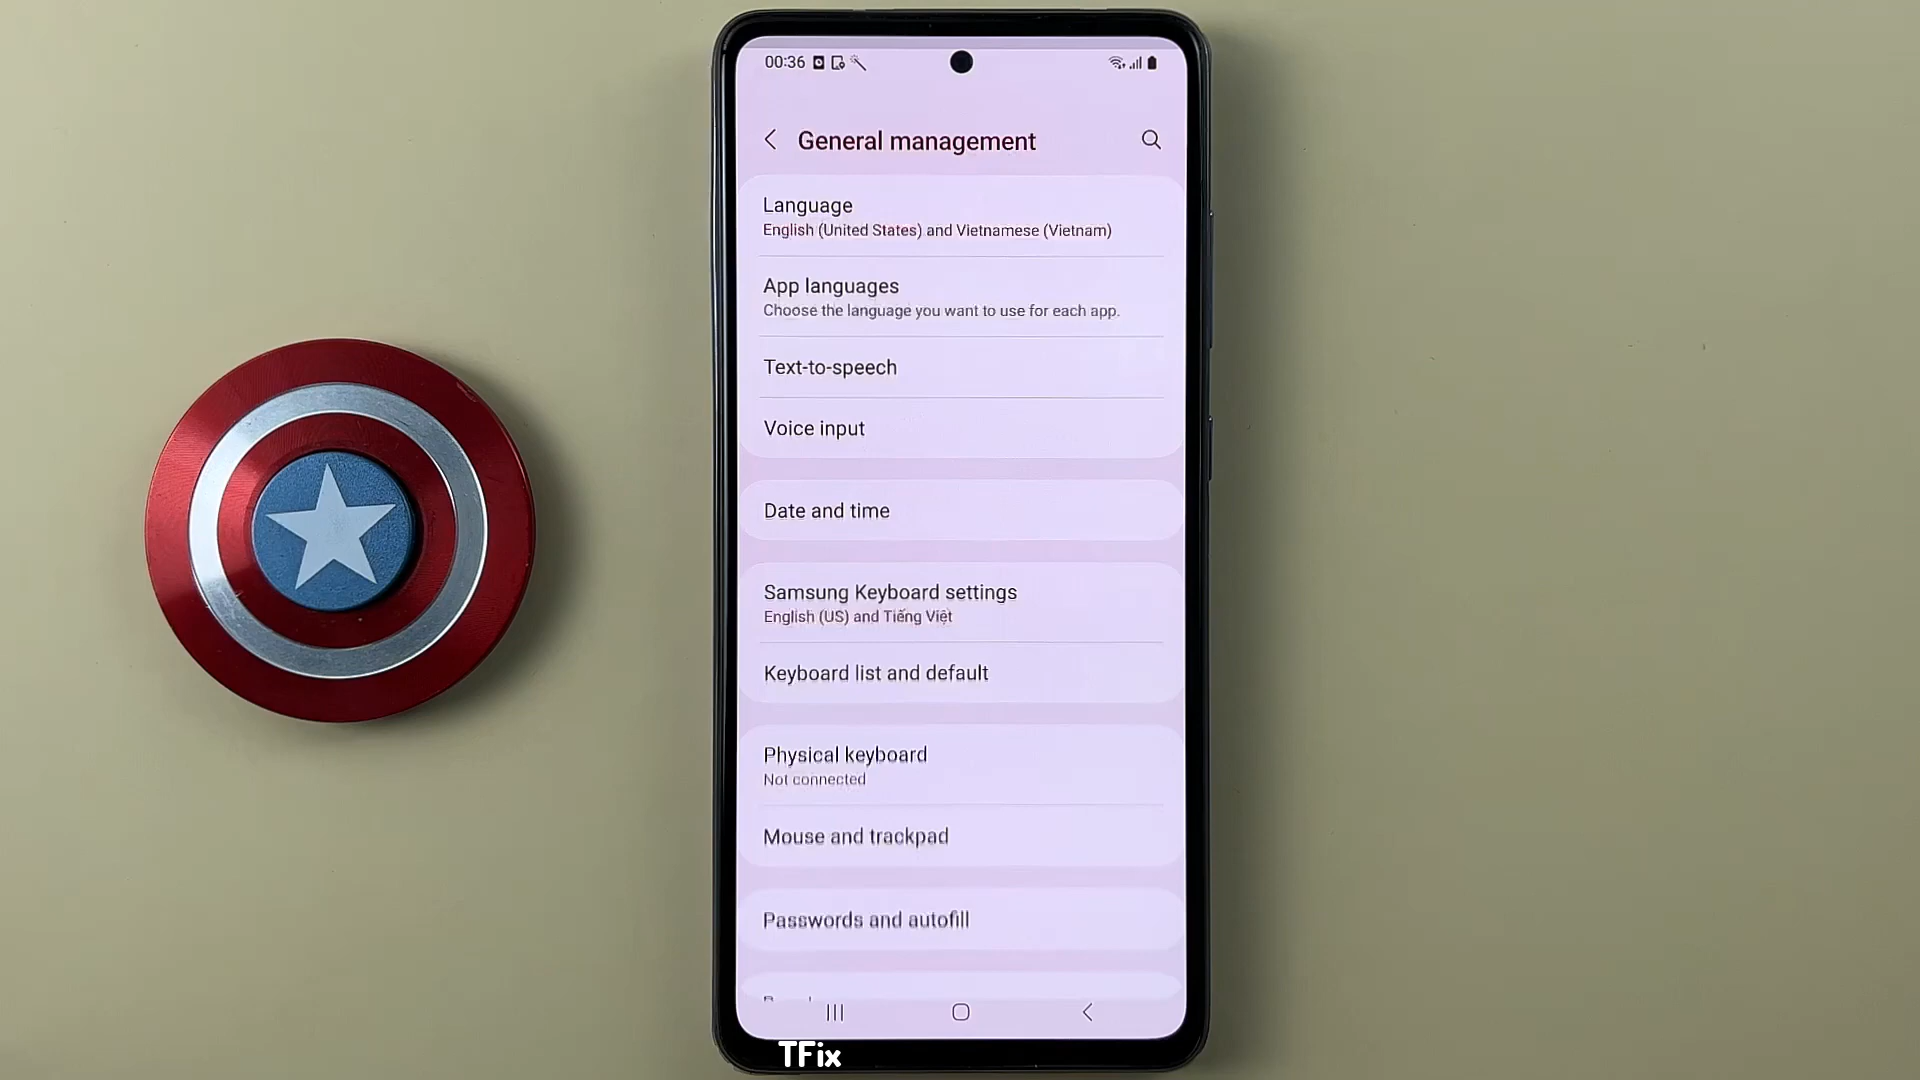 00:36
General management
Language
English (United States) and Vietnamese (Vietnam)
App languages
Choose the language you want to use for each app.
Text-to-speech
Voice input
Date and time
Samsung Keyboard settings
English (US) and Tiếng Việt
Keyboard list and default
Physical keyboard
Not connected
Mouse and trackpad
Passwords and autofill
TFix